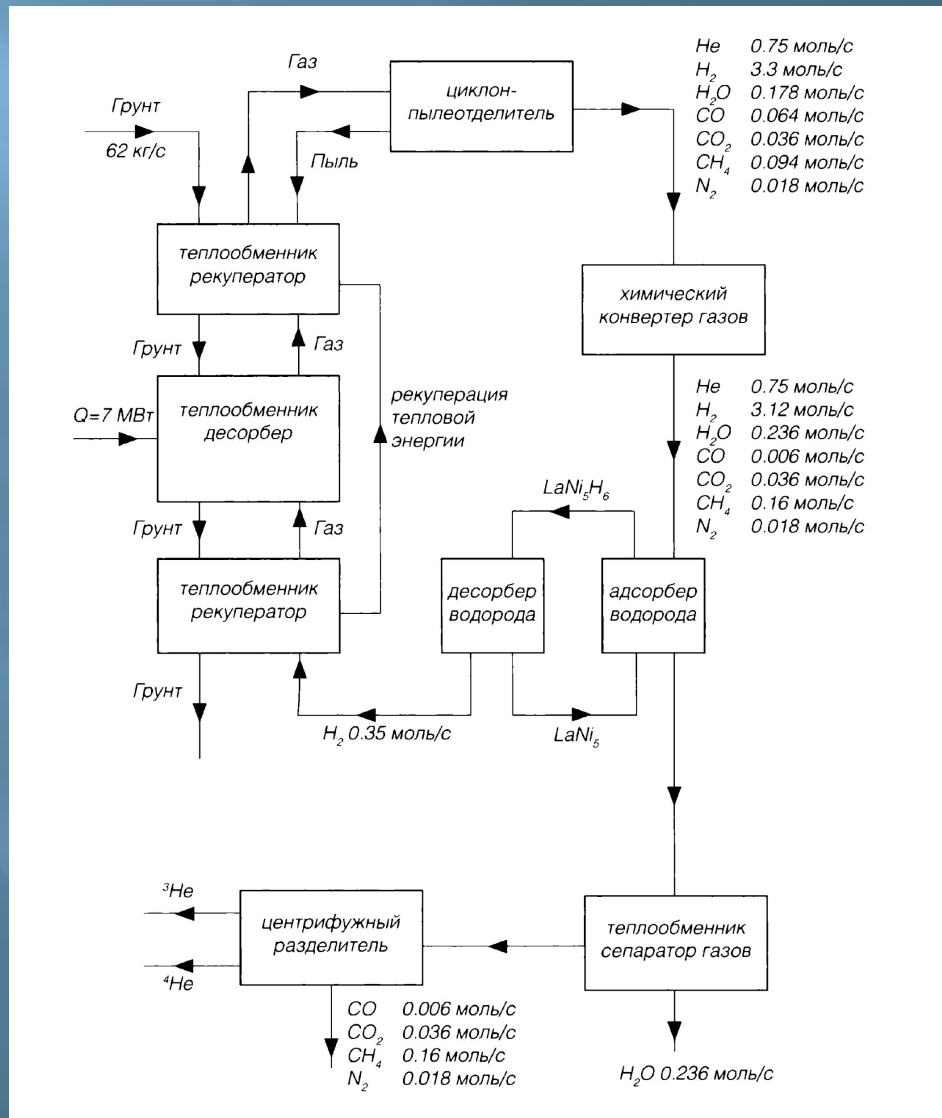 Грунт
62 кг/с
Газ
Пыль
циклон-
пылеотделитель
He 0.75 моль/с
H₂ 3.3 моль/с
H₂O 0.178 моль/с
CO 0.064 моль/с
CO₂ 0.036 моль/с
CH₄ 0.094 моль/с
N₂ 0.018 моль/с
теплообменник
рекуператор
химический
конвертер газов
Грунт
Газ
Q=7 МВт
теплообменник
десорбер
рекуперация
тепловой
энергии
He 0.75 моль/с
H₂ 3.12 моль/с
H₂O 0.236 моль/с
CO 0.006 моль/с
CO₂ 0.036 моль/с
CH₄ 0.16 моль/с
N₂ 0.018 моль/с
Грунт
Газ
LaNi₅H₆
теплообменник
рекуператор
десорбер
водорода
адсорбер
водорода
Грунт
H₂ 0.35 моль/с
LaNi₅
³He
⁴He
центрифужный
разделитель
теплообменник
сепаратор газов
CO 0.006 моль/с
CO₂ 0.036 моль/с
CH₄ 0.16 моль/с
N₂ 0.018 моль/с
H₂O 0.236 моль/с